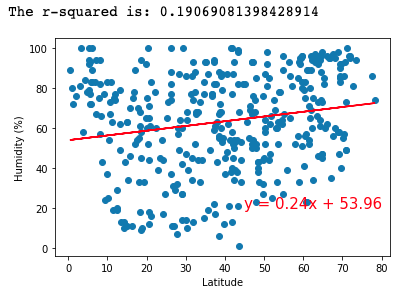 The r-squared is: 0.19069081398428914
100
80
60
40
20
0
Humidity (%)
y = 0.24x + 53.96
0 10 20 30 40 50 60 70 80
Latitude